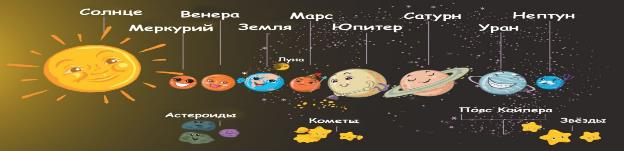 Солнце
Меркурий
Венера
Земля
Луна
Марс
Юпитер
Сатурн
Уран
Нептун
Астероиды
Кометы
Пояс Койпера
Звёзды